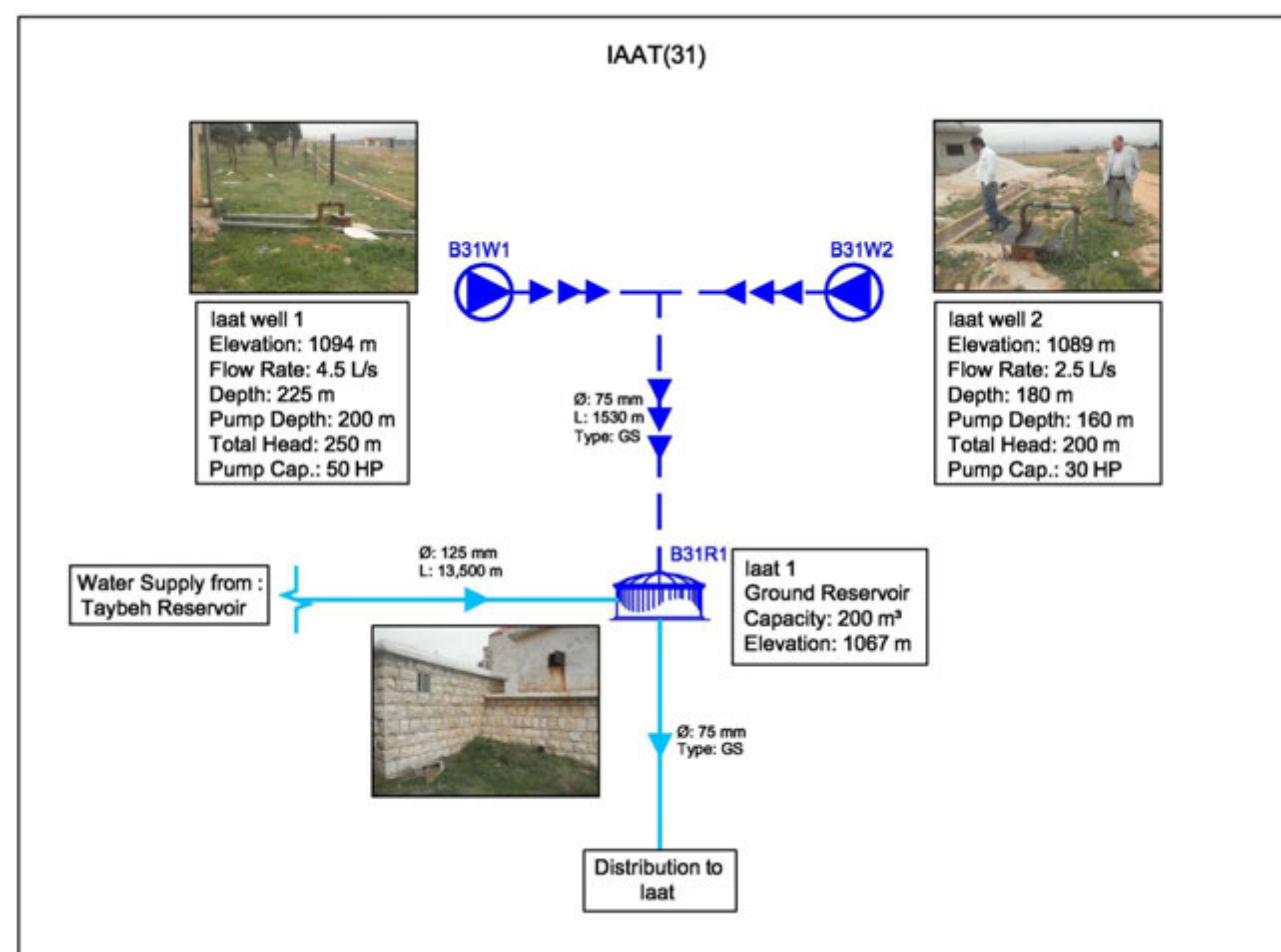 IAAT(31)
B31W1
B31W2
Iaat well 1
Elevation: 1094 m
Flow Rate: 4.5 L/s
Depth: 225 m
Pump Depth: 200 m
Total Head: 250 m
Pump Cap.: 50 HP
Iaat well 2
Elevation: 1089 m
Flow Rate: 2.5 L/s
Depth: 180 m
Pump Depth: 160 m
Total Head: 200 m
Pump Cap.: 30 HP
Ø: 75 mm
L: 1530 m
Type: GS
Water Supply from :
Taybeh Reservoir
Ø: 125 mm
L: 13,500 m
B31R1
Iaat 1
Ground Reservoir
Capacity: 200 m³
Elevation: 1067 m
Ø: 75 mm
Type: GS
Distribution to
Iaat